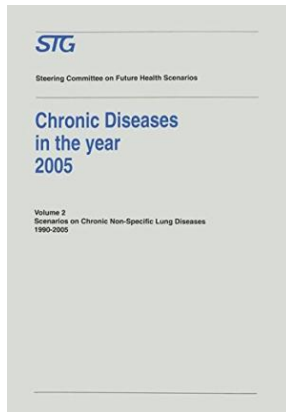 STG
Steering Committee on Future Health Scenarios
Chronic Diseases
in the year
2005
Volume 2
Scenarios on Chronic Non-Specific Lung Diseases
1990-2005